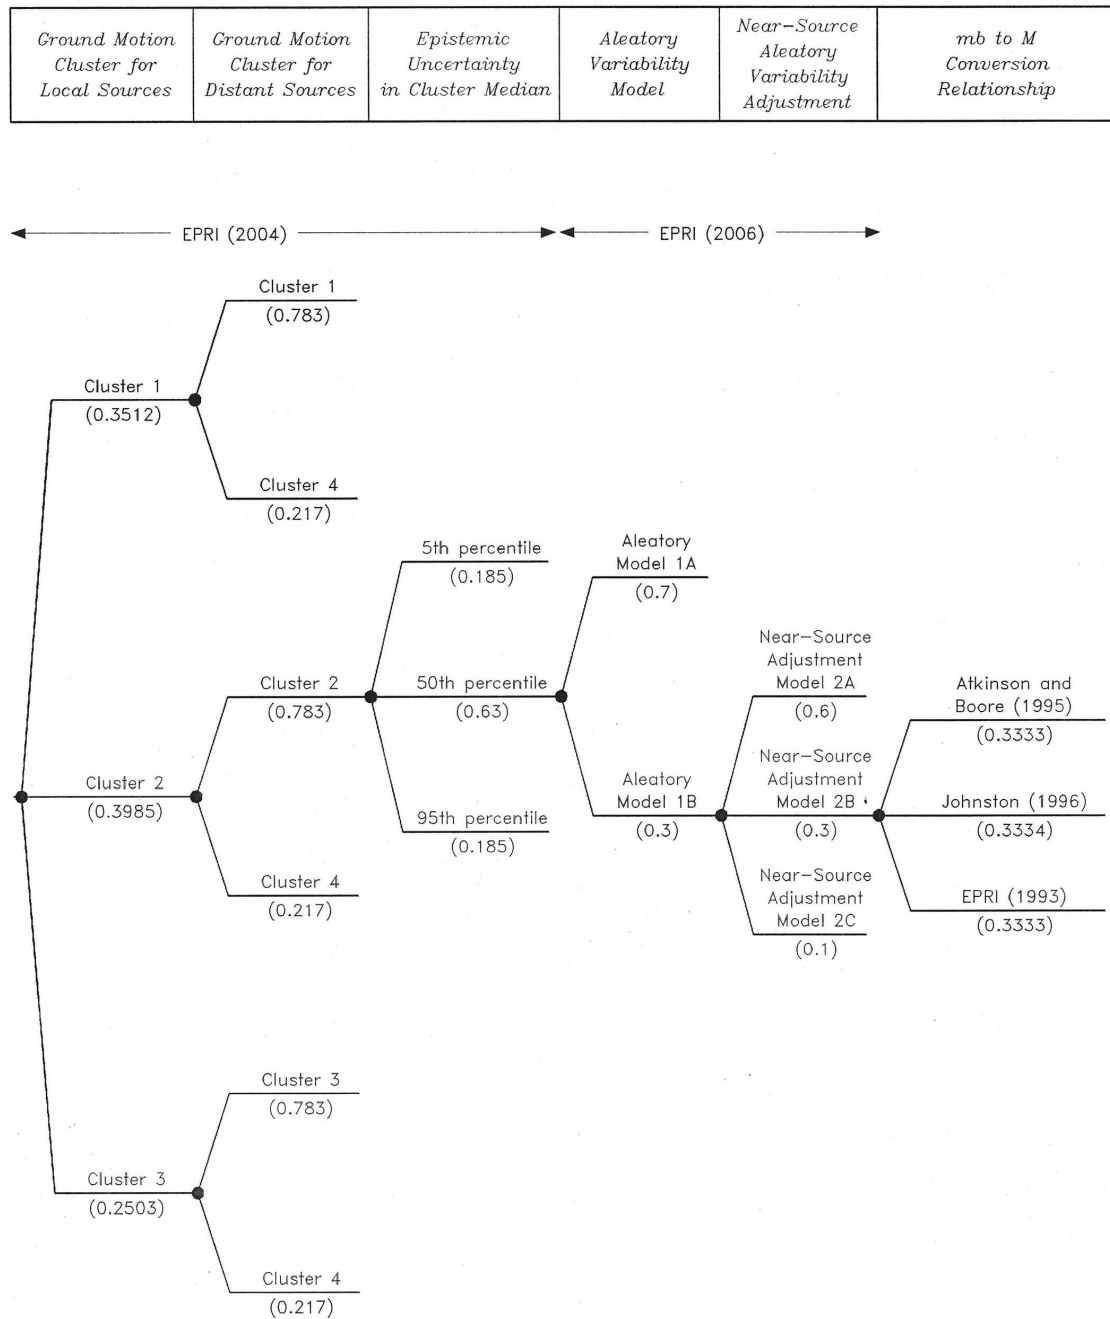 Ground Motion
Cluster for
Local Sources
Ground Motion
Cluster for
Distant Sources
Epistemic
Uncertainty
in Cluster Median
Aleatory
Variability
Model
Near-Source
Aleatory
Variability
Adjustment
mb to M
Conversion
Relationship
EPRI (2004)
EPRI (2006)
Cluster 1
(0.3512)
Cluster 2
(0.3985)
Cluster 3
(0.2503)
Cluster 1
(0.783)
Cluster 4
(0.217)
Cluster 2
(0.783)
Cluster 4
(0.217)
Cluster 3
(0.783)
Cluster 4
(0.217)
5th percentile
(0.185)
50th percentile
(0.63)
95th percentile
(0.185)
Aleatory
Model 1A
(0.7)
Aleatory
Model 1B
(0.3)
Near-Source
Adjustment
Model 2A
(0.6)
Near-Source
Adjustment
Model 2B
(0.3)
Near-Source
Adjustment
Model 2C
(0.1)
Atkinson and
Boore (1995)
(0.3333)
Johnston (1996)
(0.3334)
EPRI (1993)
(0.3333)